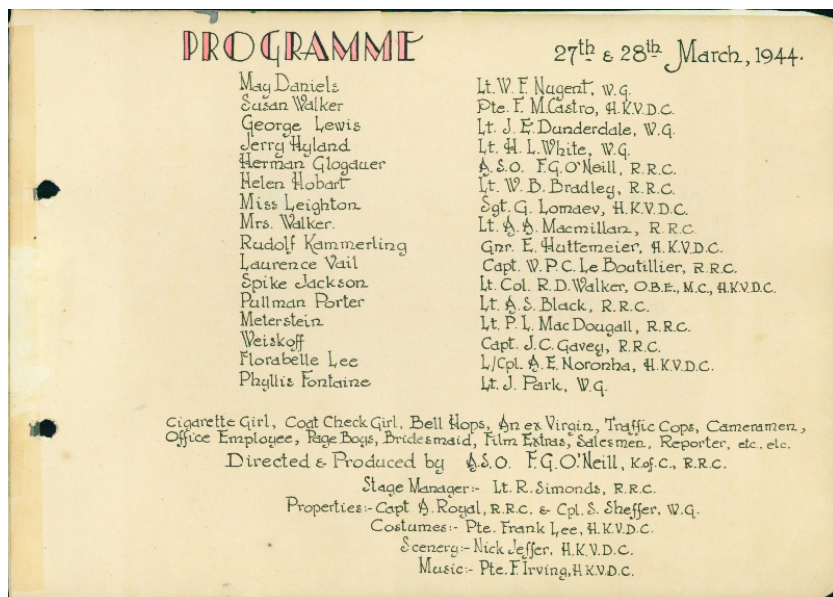 PROGRAMME 27th & 28th March, 1944.
May Daniels Lt. W. F. Nugent, W.G.
Susan Walker Pte. F. M. Castro, H.K.V.D.C.
George Lewis Lt. J. E. Dunderdale, W.G.
Jerry Hyland Lt. H. L. White, W.G.
Herman Glogauer A.S.O. F.G. O'Neill, R.R.C.
Helen Hobart Lt. W. B. Bradley, R.R.C.
Miss Leighton Sgt. G. Lomaev, H.K.V.D.C.
Mrs. Walker. Lt. A. A. Macmillan, R.R.C.
Rudolf Kammerling Gnr. E. Huttemeier, H.K.V.D.C.
Laurence Vail Capt. W.P.C. Le Boutillier, R.R.C.
Spike Jackson Lt. Col. R.D. Walker, O.B.E., M.C., H.K.V.D.C.
Pullman Porter Lt. A. S. Black, R.R.C.
Meterstein Lt. P. L. MacDougall, R.R.C.
Weiskoff Capt. J.C. Gavey, R.R.C.
Florabelle Lee L/Cpl. A. E. Noronha, H.K.V.D.C.
Phyllis Fontaine Lt. J. Park, W.G.
Cigarette Girl, Coat Check Girl, Bell Hops, An ex Virgin, Traffic Cops, Cameramen,
Office Employee, Page Boys, Bridesmaid, Film Extras, Salesmen, Reporter, etc. etc.
Directed & Produced by A.S.O. F.G. O'Neill, K.of.C., R.R.C.
Stage Manager:- Lt. R. Simonds, R.R.C.
Properties:- Capt A. Royal, R.R.C. & Cpl. S. Sheffer, W.G.
Costumes:- Pte. Frank Lee, H.K.V.D.C.
Scenery:- Nick Jeffer, H.K.V.D.C.
Music:- Pte. F. Irving, H.K.V.D.C.